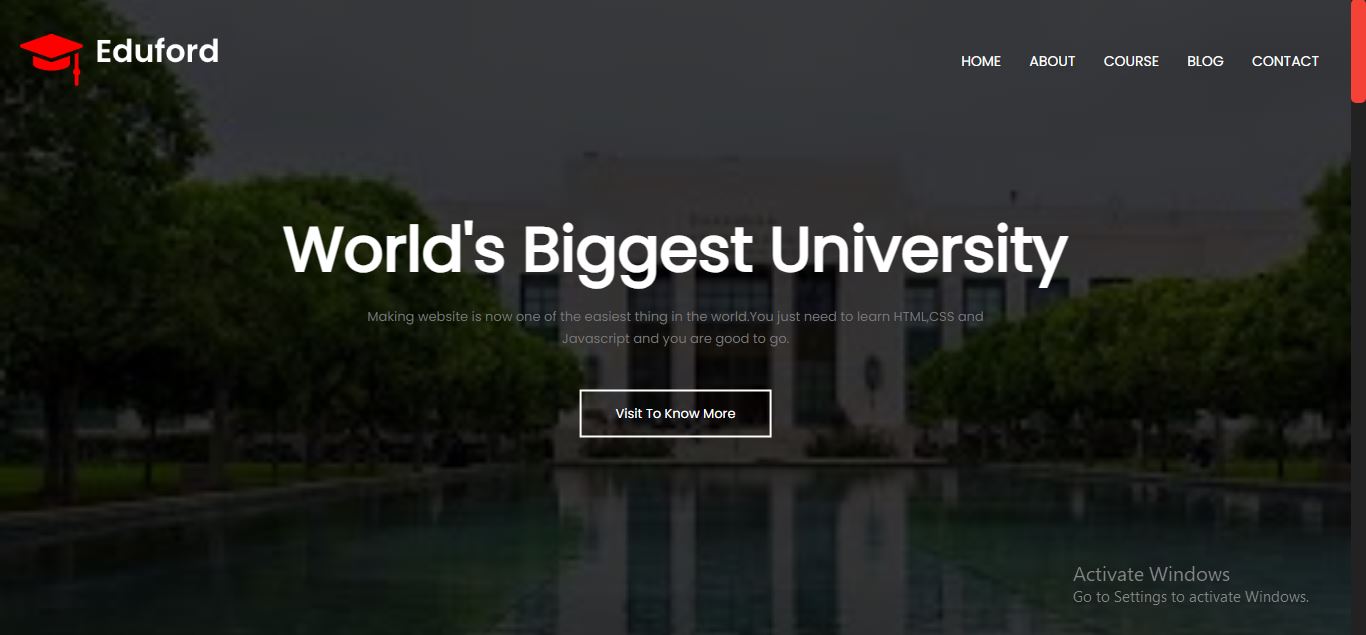 Eduford
HOME ABOUT COURSE BLOG CONTACT
World's Biggest University
Making website is now one of the easiest thing in the world.You just need to learn HTML,CSS and
Javascript and you are good to go.
Visit To Know More
Activate Windows
Go to Settings to activate Windows.